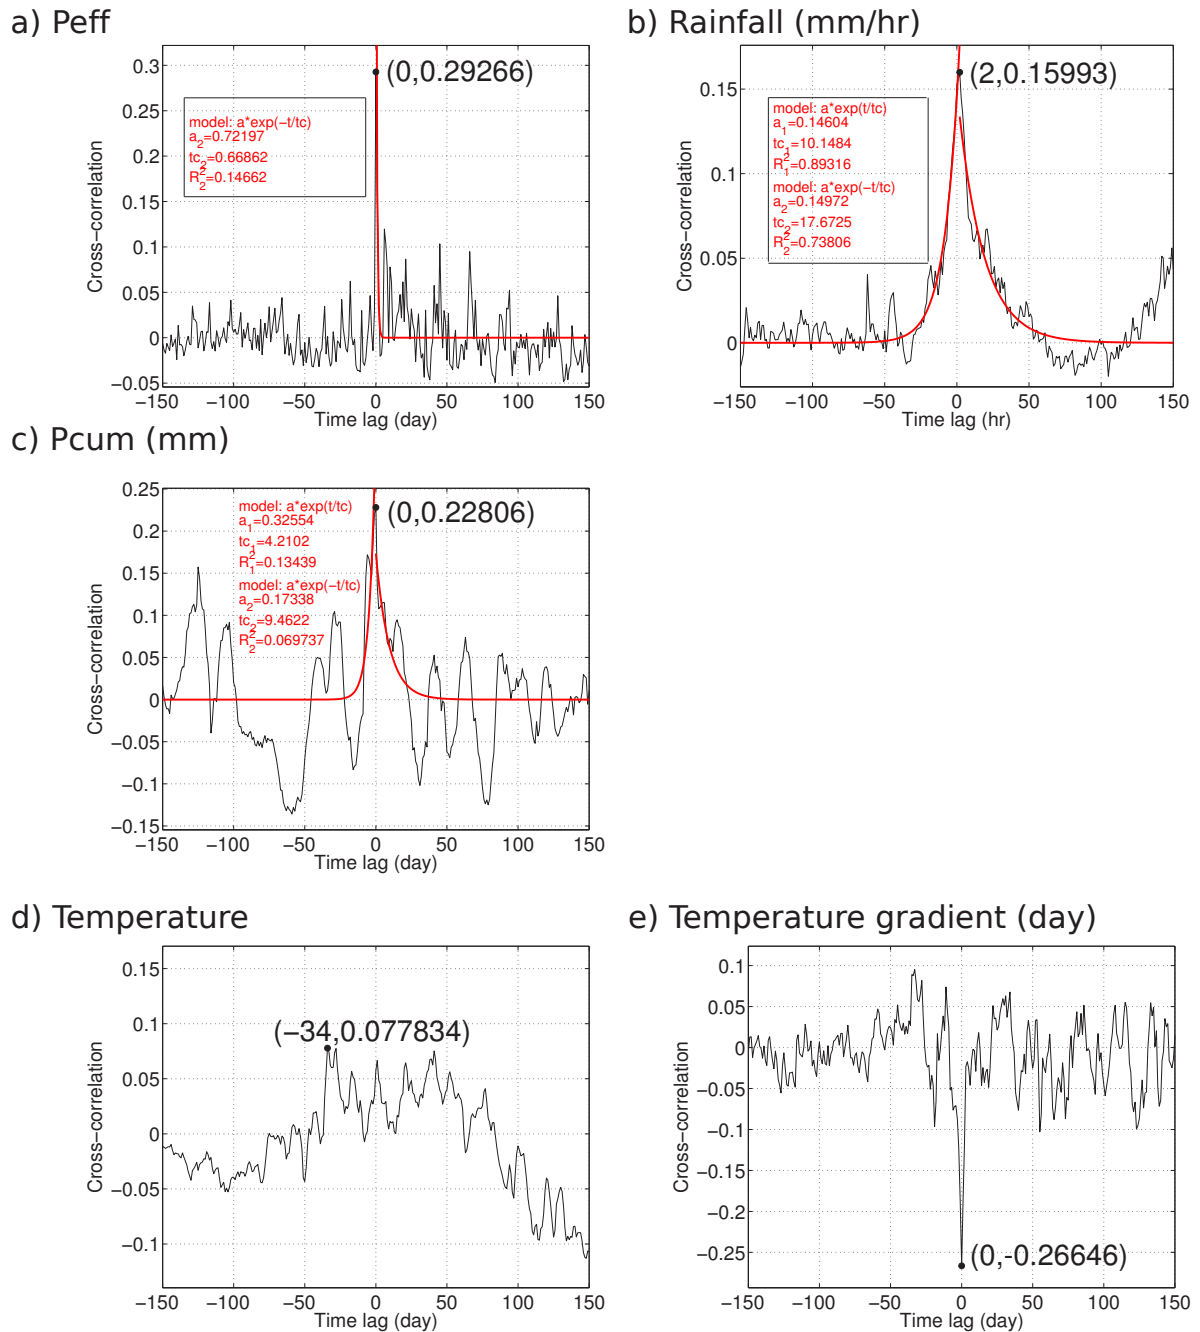 a) Peff
0.3
0.2
0.1
0.05
0
−0.05
−150
−100
−50
0
50
100
150
Cross−correlation
Time lag (day)
(0,0.29266)
model: a*exp(−t/tc)
a2=0.72197
tc2=0.66862
R2²=0.14662
b) Rainfall (mm/hr)
0.15
0.1
0.05
0
−150
−100
−50
0
50
100
150
Cross−correlation
Time lag (hr)
(2,0.15993)
model: a*exp(t/tc)
a1=0.14604
tc1=10.1484
R1²=0.89316
model: a*exp(−t/tc)
a2=0.14972
tc2=17.6725
R2²=0.73806
c) Pcum (mm)
0.25
0.2
0.15
0.1
0.05
0
−0.05
−0.1
−0.15
−150
−100
−50
0
50
100
150
Cross−correlation
Time lag (day)
(0,0.22806)
model: a*exp(t/tc)
a1=0.32554
tc1=4.2102
R1²=0.13439
model: a*exp(−t/tc)
a2=0.17338
tc2=9.4622
R2²=0.069737
d) Temperature
0.15
0.1
0.05
0
−0.05
−0.1
−150
−100
−50
0
50
100
150
Cross−correlation
Time lag (day)
(−34,0.077834)
e) Temperature gradient (day)
0.1
0.05
0
−0.05
−0.1
−0.15
−0.2
−0.25
−150
−100
−50
0
50
100
150
Cross−correlation
Time lag (day)
(0,-0.26646)